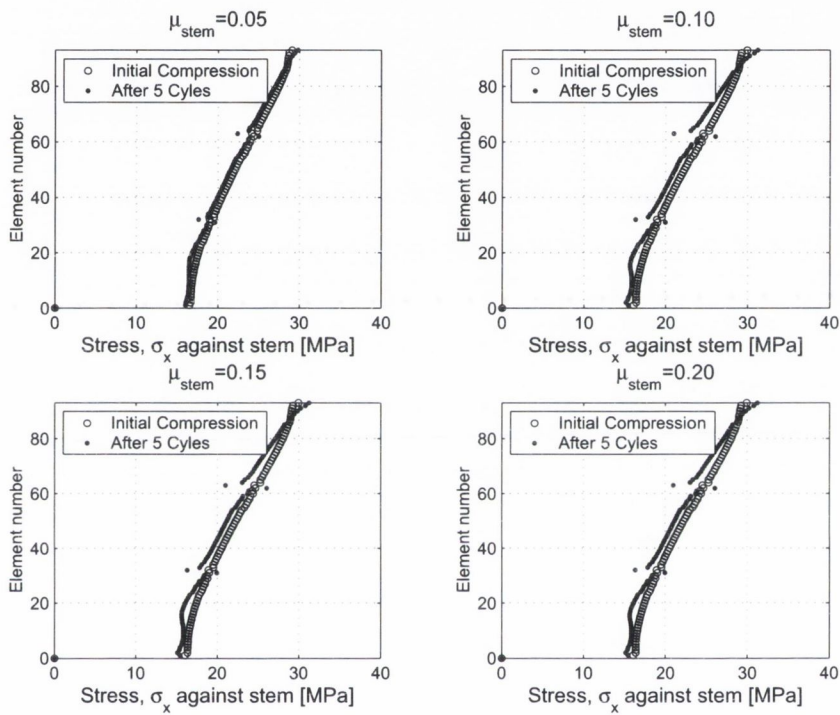 μstem=0.05
Initial Compression
After 5 Cyles
Element number
80
60
40
20
0
0 10 20 30 40
Stress, σx against stem [MPa]
μstem=0.10
Initial Compression
After 5 Cyles
Element number
80
60
40
20
0
0 10 20 30 40
Stress, σx against stem [MPa]
μstem=0.15
Initial Compression
After 5 Cyles
Element number
80
60
40
20
0
0 10 20 30 40
Stress, σx against stem [MPa]
μstem=0.20
Initial Compression
After 5 Cyles
Element number
80
60
40
20
0
0 10 20 30 40
Stress, σx against stem [MPa]